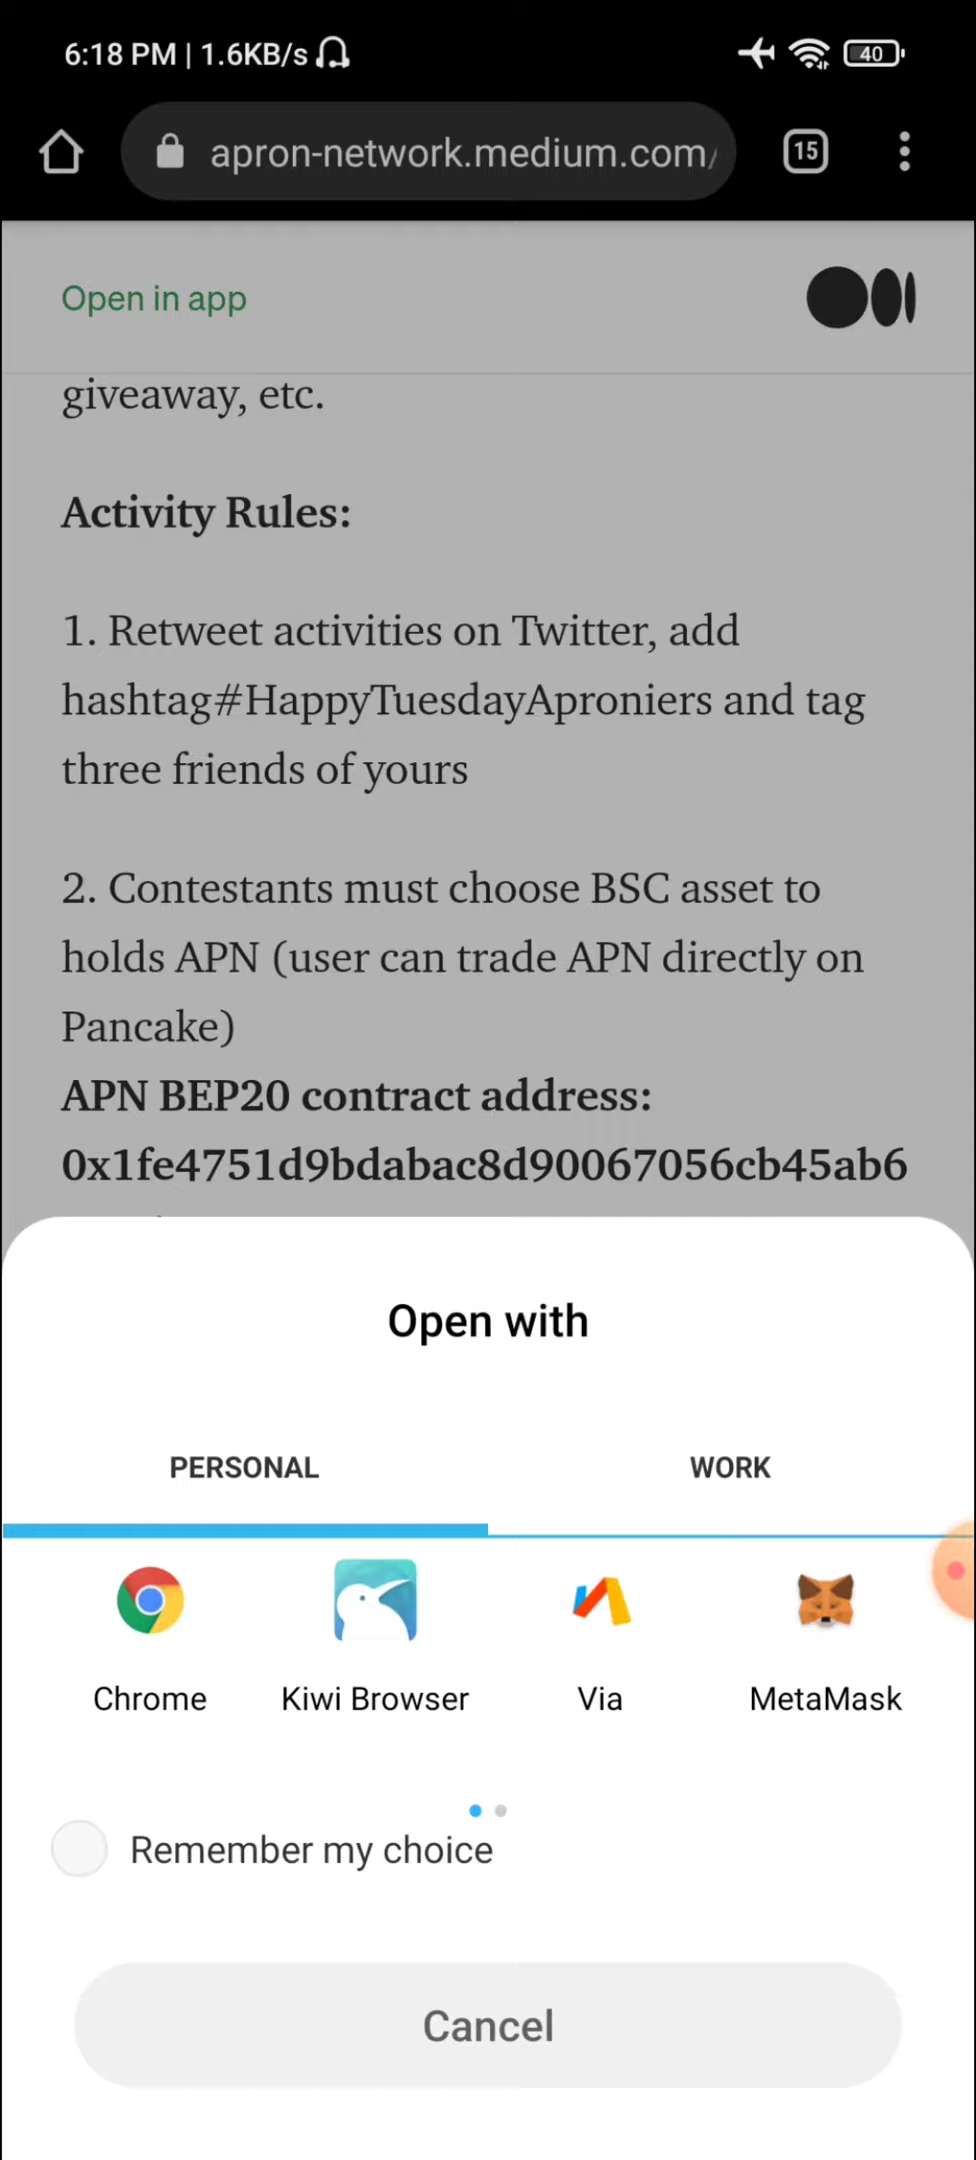 6:18 PM | 1.6KB/s
40
apron-network.medium.com/
15
Open in app
giveaway, etc.
Activity Rules:
1. Retweet activities on Twitter, add
hashtag#HappyTuesdayAproniers and tag
three friends of yours
2. Contestants must choose BSC asset to
holds APN (user can trade APN directly on
Pancake)
APN BEP20 contract address:
0x1fe4751d9bdabac8d90067056cb45ab6
Open with
PERSONAL
WORK
Chrome
Kiwi Browser
Via
MetaMask
Remember my choice
Cancel